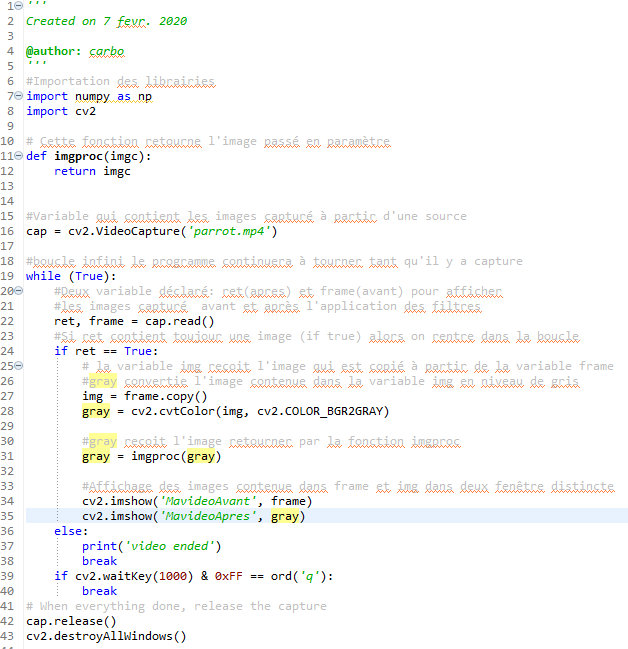 1 '''
2 Created on 7 fevr. 2020
3
4 @author: carbo
5 '''
6 #Importation des librairies
7 import numpy as np
8 import cv2
9
10 # Cette fonction retourne l'image passé en paramètre
11 def imgproc(imgc):
12     return imgc
13
14
15 #Variable qui contient les images capturé à partir d'une source
16 cap = cv2.VideoCapture('parrot.mp4')
17
18 #boucle infini le programme continuera à tourner tant qu'il y a capture
19 while (True):
20     #Deux variable déclaré: ret(apres) et frame(avant) pour afficher
21     #les images capturé  avant et après l'application des filtres
22     ret, frame = cap.read()
23     #Si ret contient toujour une image (if true) alors on rentre dans la boucle
24     if ret == True:
25         # la variable img recoit l'image qui est copié à partir de la variable frame
26         #gray convertie l'image contenue dans la variable img en niveau de gris
27         img = frame.copy()
28         gray = cv2.cvtColor(img, cv2.COLOR_BGR2GRAY)
29
30         #gray reçoit l'image retourner par la fonction imgproc
31         gray = imgproc(gray)
32
33         #Affichage des images contenue dans frame et img dans deux fenêtre distincte
34         cv2.imshow('MavideoAvant', frame)
35         cv2.imshow('MavideoApres', gray)
36     else:
37         print('video ended')
38         break
39     if cv2.waitKey(1000) & 0xFF == ord('q'):
40         break
41 # When everything done, release the capture
42 cap.release()
43 cv2.destroyAllWindows()